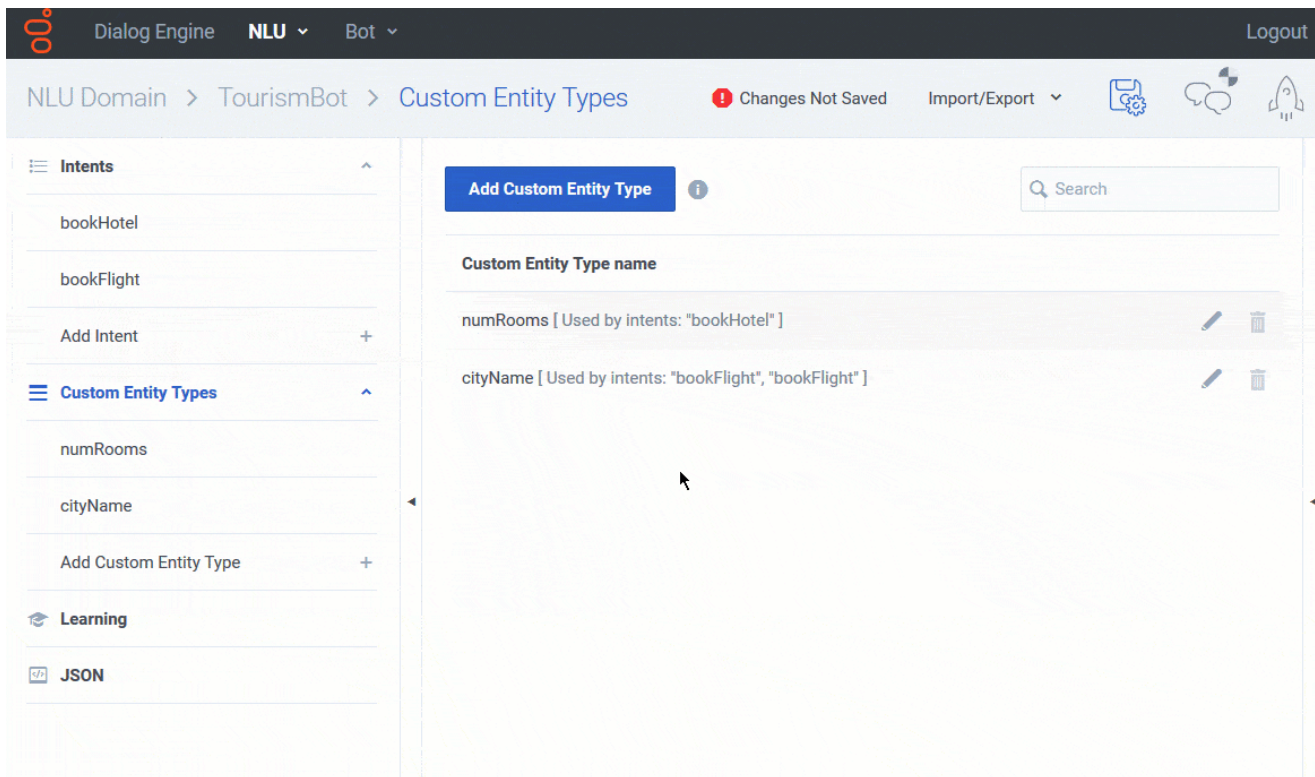 Dialog Engine NLU Bot Logout
NLU Domain > TourismBot > Custom Entity Types Changes Not Saved Import/Export
Intents
bookHotel
bookFlight
Add Intent +
Custom Entity Types
numRooms
cityName
Add Custom Entity Type +
Learning
JSON
Add Custom Entity Type Search
Custom Entity Type name
numRooms [ Used by intents: "bookHotel" ]
cityName [ Used by intents: "bookFlight", "bookFlight" ]